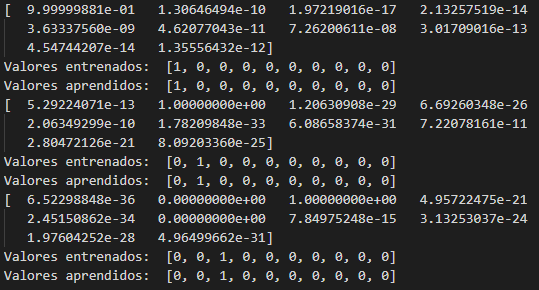 [  9.99999881e-01   1.30646494e-10   1.97219016e-17   2.13257519e-14
3.63337560e-09   4.62077043e-11   7.26200611e-08   3.01709016e-13
4.54744207e-14   1.35556432e-12]
Valores entrenados:  [1, 0, 0, 0, 0, 0, 0, 0, 0, 0]
Valores aprendidos:  [1, 0, 0, 0, 0, 0, 0, 0, 0, 0]
[  5.29224071e-13   1.00000000e+00   1.20630908e-29   6.69260348e-26
2.06349299e-10   1.78209848e-33   6.08658374e-31   7.22078161e-11
2.80472126e-21   8.09203360e-25]
Valores entrenados:  [0, 1, 0, 0, 0, 0, 0, 0, 0, 0]
Valores aprendidos:  [0, 1, 0, 0, 0, 0, 0, 0, 0, 0]
[  6.52298848e-36   0.00000000e+00   1.00000000e+00   4.95722475e-21
2.45150862e-34   0.00000000e+00   7.84975248e-15   3.13253037e-24
1.97604252e-28   4.96499662e-31]
Valores entrenados:  [0, 0, 1, 0, 0, 0, 0, 0, 0, 0]
Valores aprendidos:  [0, 0, 1, 0, 0, 0, 0, 0, 0, 0]